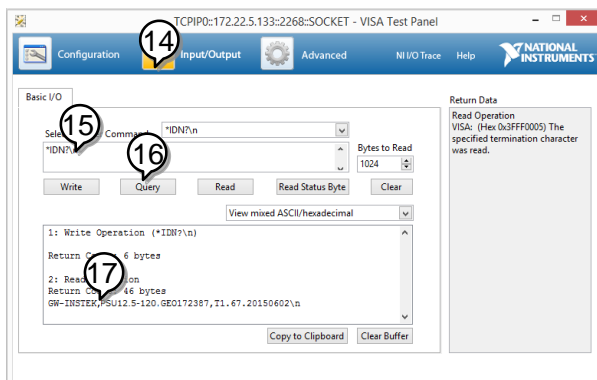 TCPIP0::172.22.5.133::2268::SOCKET - VISA Test Panel
Configuration
14
Input/Output
Advanced
NI I/O Trace
Help
NATIONAL
INSTRUMENTS
Basic I/O
Return Data
15
Command
*IDN?\n
*IDN?\n
16
Bytes to Read
1024
Write
Query
Read
Read Status Byte
Clear
Read Operation
VISA: (Hex 0x3FFF0005) The
specified termination character
was read.
View mixed ASCII/hexadecimal
1: Write Operation (*IDN?\n)
Return 6 bytes
2: Read
17
Return 46 bytes
GW-INSTEK,PSU12.5-120.GEO172387,T1.67.20150602\n
Copy to Clipboard
Clear Buffer